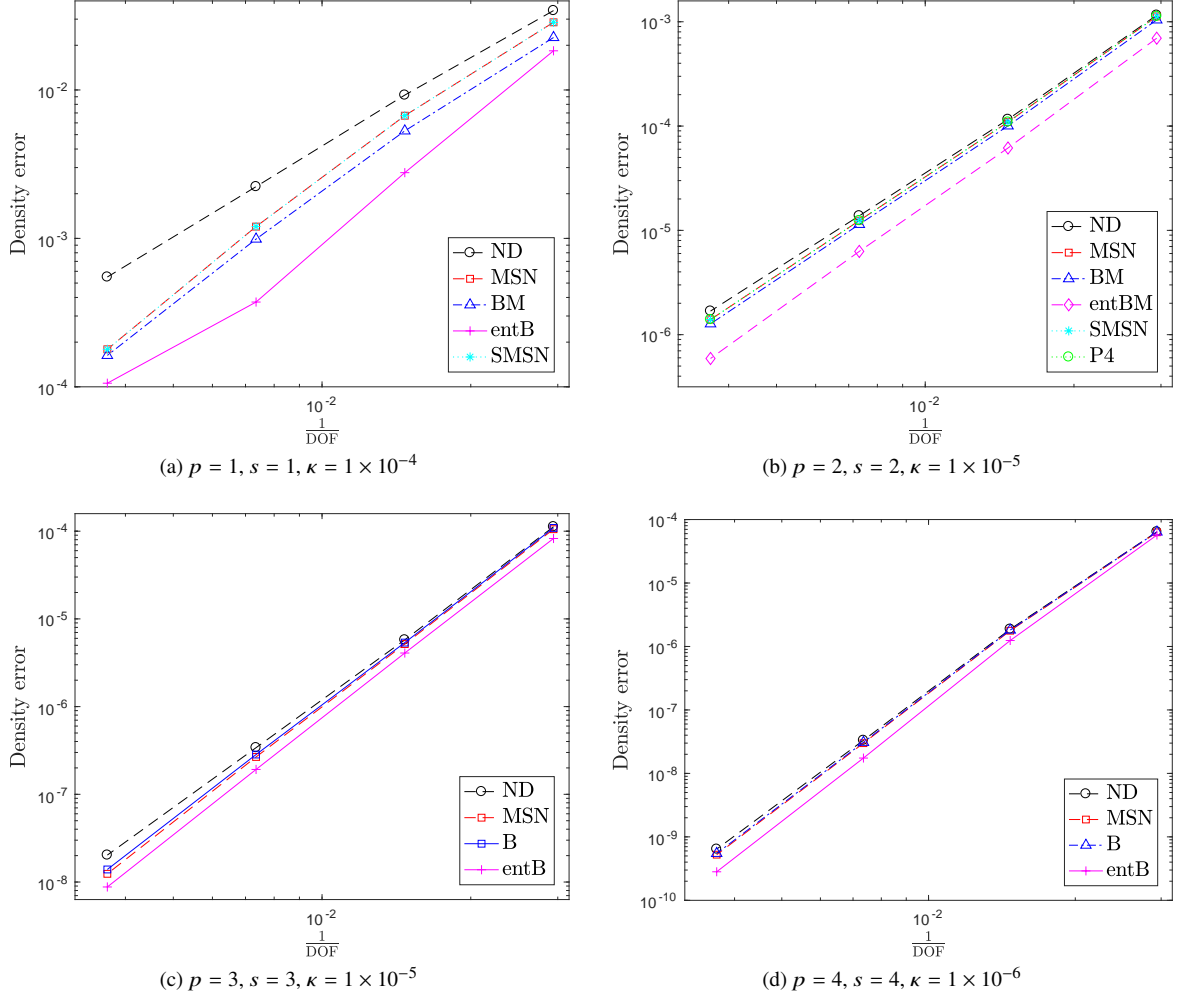 10^-2
10^-3
10^-4
Density error
ND
MSN
BM
entB
SMSN
10^-2
1/DOF
(a) p = 1, s = 1, κ = 1 × 10^-4
10^-3
10^-4
10^-5
10^-6
Density error
ND
MSN
BM
entBM
SMSN
P4
10^-2
1/DOF
(b) p = 2, s = 2, κ = 1 × 10^-5
10^-4
10^-5
10^-6
10^-7
10^-8
Density error
ND
MSN
B
entB
10^-2
1/DOF
(c) p = 3, s = 3, κ = 1 × 10^-5
10^-4
10^-5
10^-6
10^-7
10^-8
10^-9
10^-10
Density error
ND
MSN
B
entB
10^-2
1/DOF
(d) p = 4, s = 4, κ = 1 × 10^-6